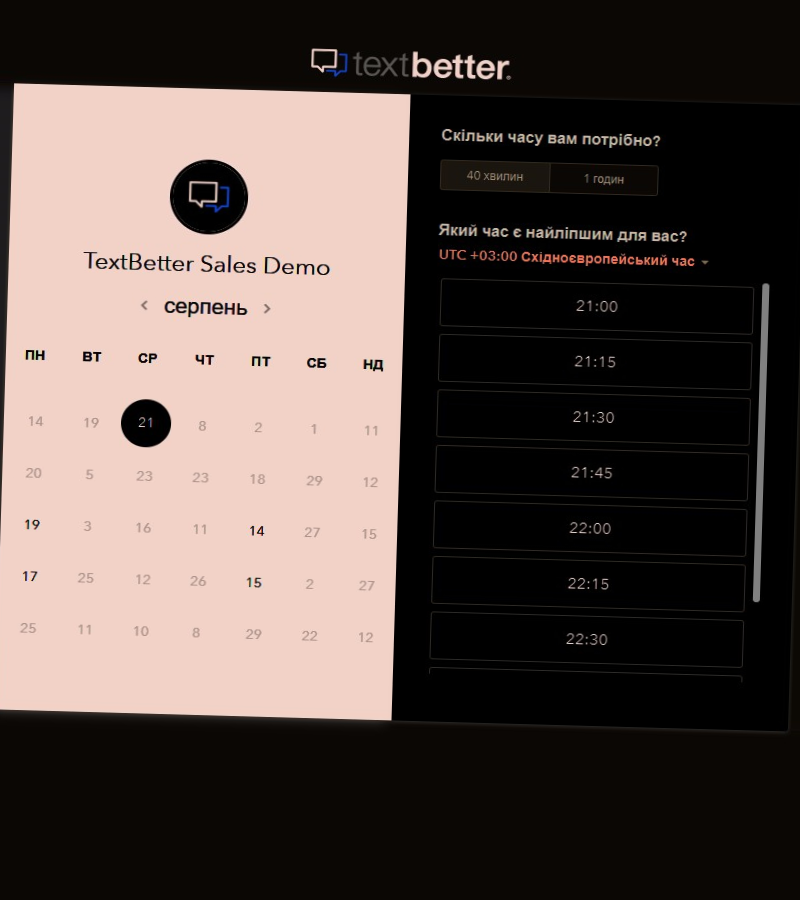 textbetter.
TextBetter Sales Demo
серпень
ПН ВТ СР ЧТ ПТ СБ НД
14 19 21 8 2 1 11
20 5 23 23 18 29 12
19 3 16 11 14 27 15
17 25 12 26 15 2 27
25 11 10 8 29 22 12
Скільки часу вам потрібно?
40 хвилин 1 годин
Який час є найліпшим для вас?
UTC +03:00 Східноєвропейський час
21:00
21:15
21:30
21:45
22:00
22:15
22:30